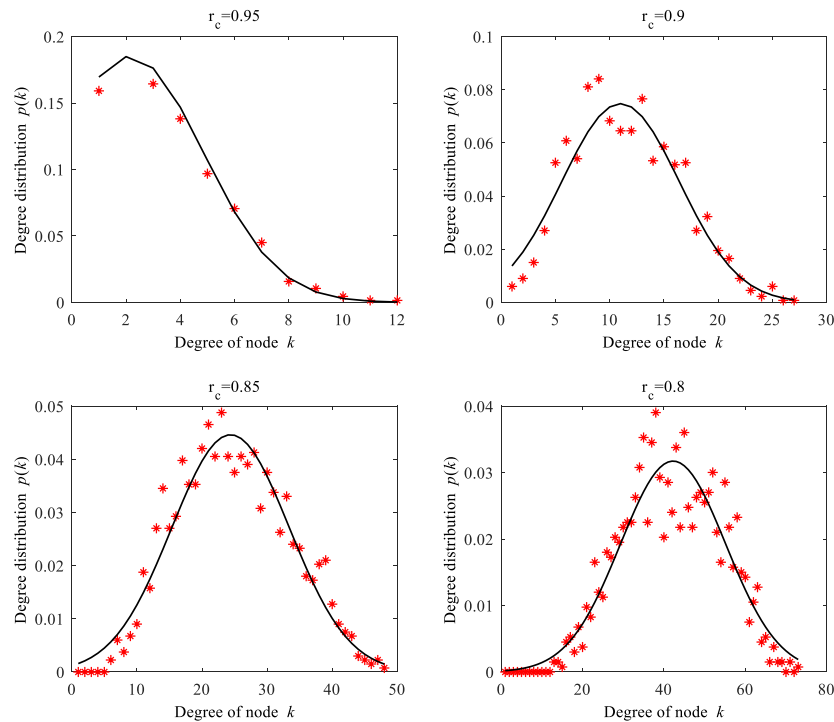 r_c=0.95
Degree distribution p(k)
0.2
0.15
0.1
0.05
0
0 2 4 6 8 10 12
Degree of node k
r_c=0.9
Degree distribution p(k)
0.1
0.08
0.06
0.04
0.02
0
0 5 10 15 20 25 30
Degree of node k
r_c=0.85
Degree distribution p(k)
0.05
0.04
0.03
0.02
0.01
0
0 10 20 30 40 50
Degree of node k
r_c=0.8
Degree distribution p(k)
0.04
0.03
0.02
0.01
0
0 20 40 60 80
Degree of node k